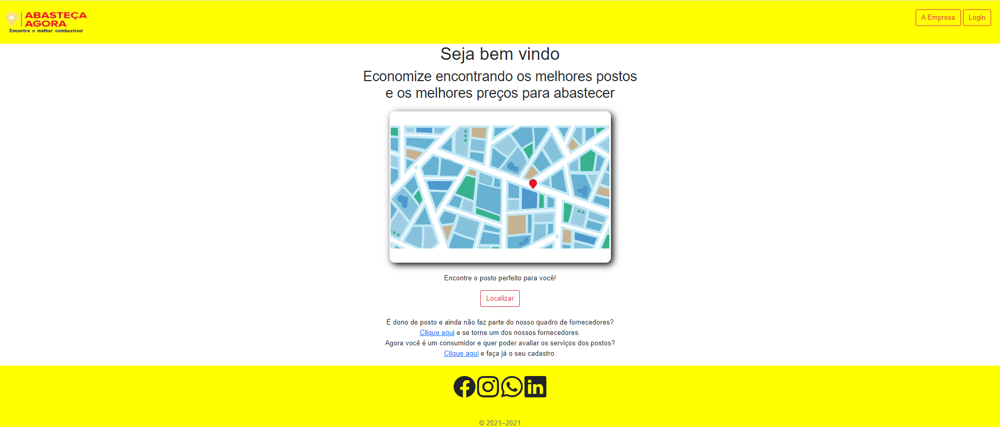 ABASTEÇA
AGORA
Encontre o melhor combustível
A Empresa
Login
Seja bem vindo
Economize encontrando os melhores postos
e os melhores preços para abastecer
Encontre o posto perfeito para você!
Localizar
É dono de posto e ainda não faz parte do nosso quadro de fornecedores?
Clique aqui e se torne um dos nossos fornecedores.
Agora você é um consumidor e quer poder avaliar os serviços dos postos?
Clique aqui e faça já o seu cadastro.
© 2021–2021